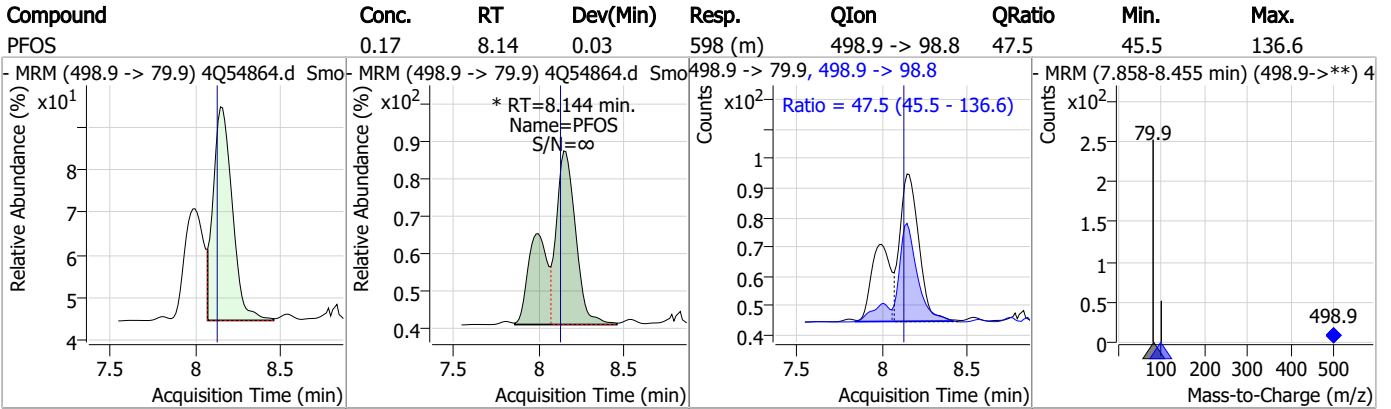 Compound Conc. RT Dev(Min) Resp. QIon QRatio Min. Max.
PFOS 0.17 8.14 0.03 598 (m) 498.9 -> 98.8 47.5 45.5 136.6
- MRM (498.9 -> 79.9) 4Q54864.d Smo
Relative Abundance (%)
x10¹
8
7
6
5
4
7.5 8 8.5
Acquisition Time (min)
- MRM (498.9 -> 79.9) 4Q54864.d Smo
Relative Abundance (%)
x10²
* RT=8.144 min.
Name=PFOS
S/N=∞
0.9
0.8
0.7
0.6
0.5
0.4
7.5 8 8.5
Acquisition Time (min)
498.9 -> 79.9, 498.9 -> 98.8
Counts
x10²
Ratio = 47.5 (45.5 - 136.6)
1
0.9
0.8
0.7
0.6
0.5
0.4
7.5 8 8.5
Acquisition Time (min)
- MRM (7.858-8.455 min) (498.9->**) 4
Counts
x10²
79.9
2.5
2
1.5
1
0.5
498.9
0
100 200 300 400 500
Mass-to-Charge (m/z)